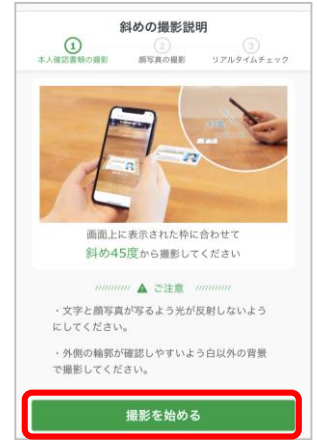 斜めの撮影説明
1 2 3
本人確認書類の撮影 顔写真の撮影 リアルタイムチェック
画面上に表示された枠に合わせて
斜め45度から撮影してください
ご注意
・文字と顔写真が写るよう光が反射しないよう
にしてください。
・外側の輪郭が確認しやすいよう白以外の背景
で撮影してください。
撮影を始める